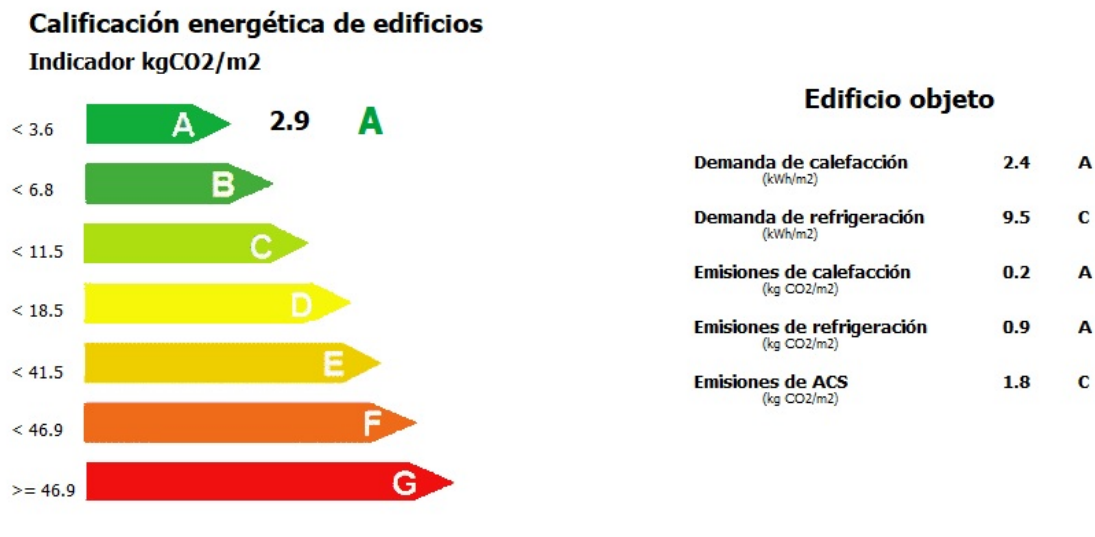 Calificación energética de edificios
Indicador kgCO2/m2
< 3.6 A 2.9 A
< 6.8 B
< 11.5 C
< 18.5 D
< 41.5 E
< 46.9 F
>= 46.9 G
Edificio objeto
Demanda de calefacción 2.4 A
(kWh/m2)
Demanda de refrigeración 9.5 C
(kWh/m2)
Emisiones de calefacción 0.2 A
(kg CO2/m2)
Emisiones de refrigeración 0.9 A
(kg CO2/m2)
Emisiones de ACS 1.8 C
(kg CO2/m2)